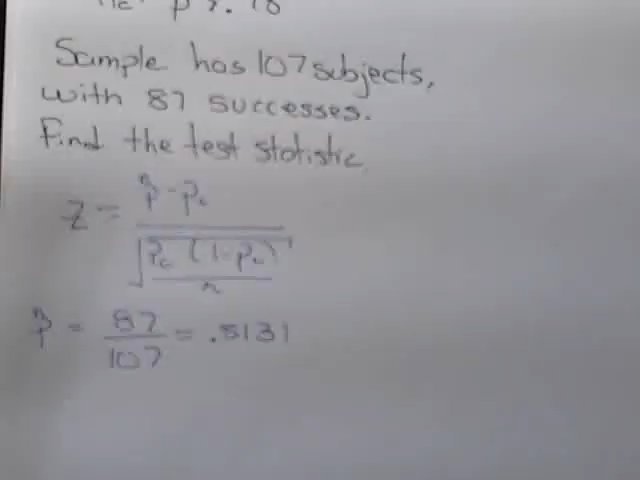 Sample has 107 subjects,
with 87 successes.
Find the test statistic.
z = p̂ - p₀
√ p₀ (1 - p₀)
n
p̂ = 87 = .8131
107